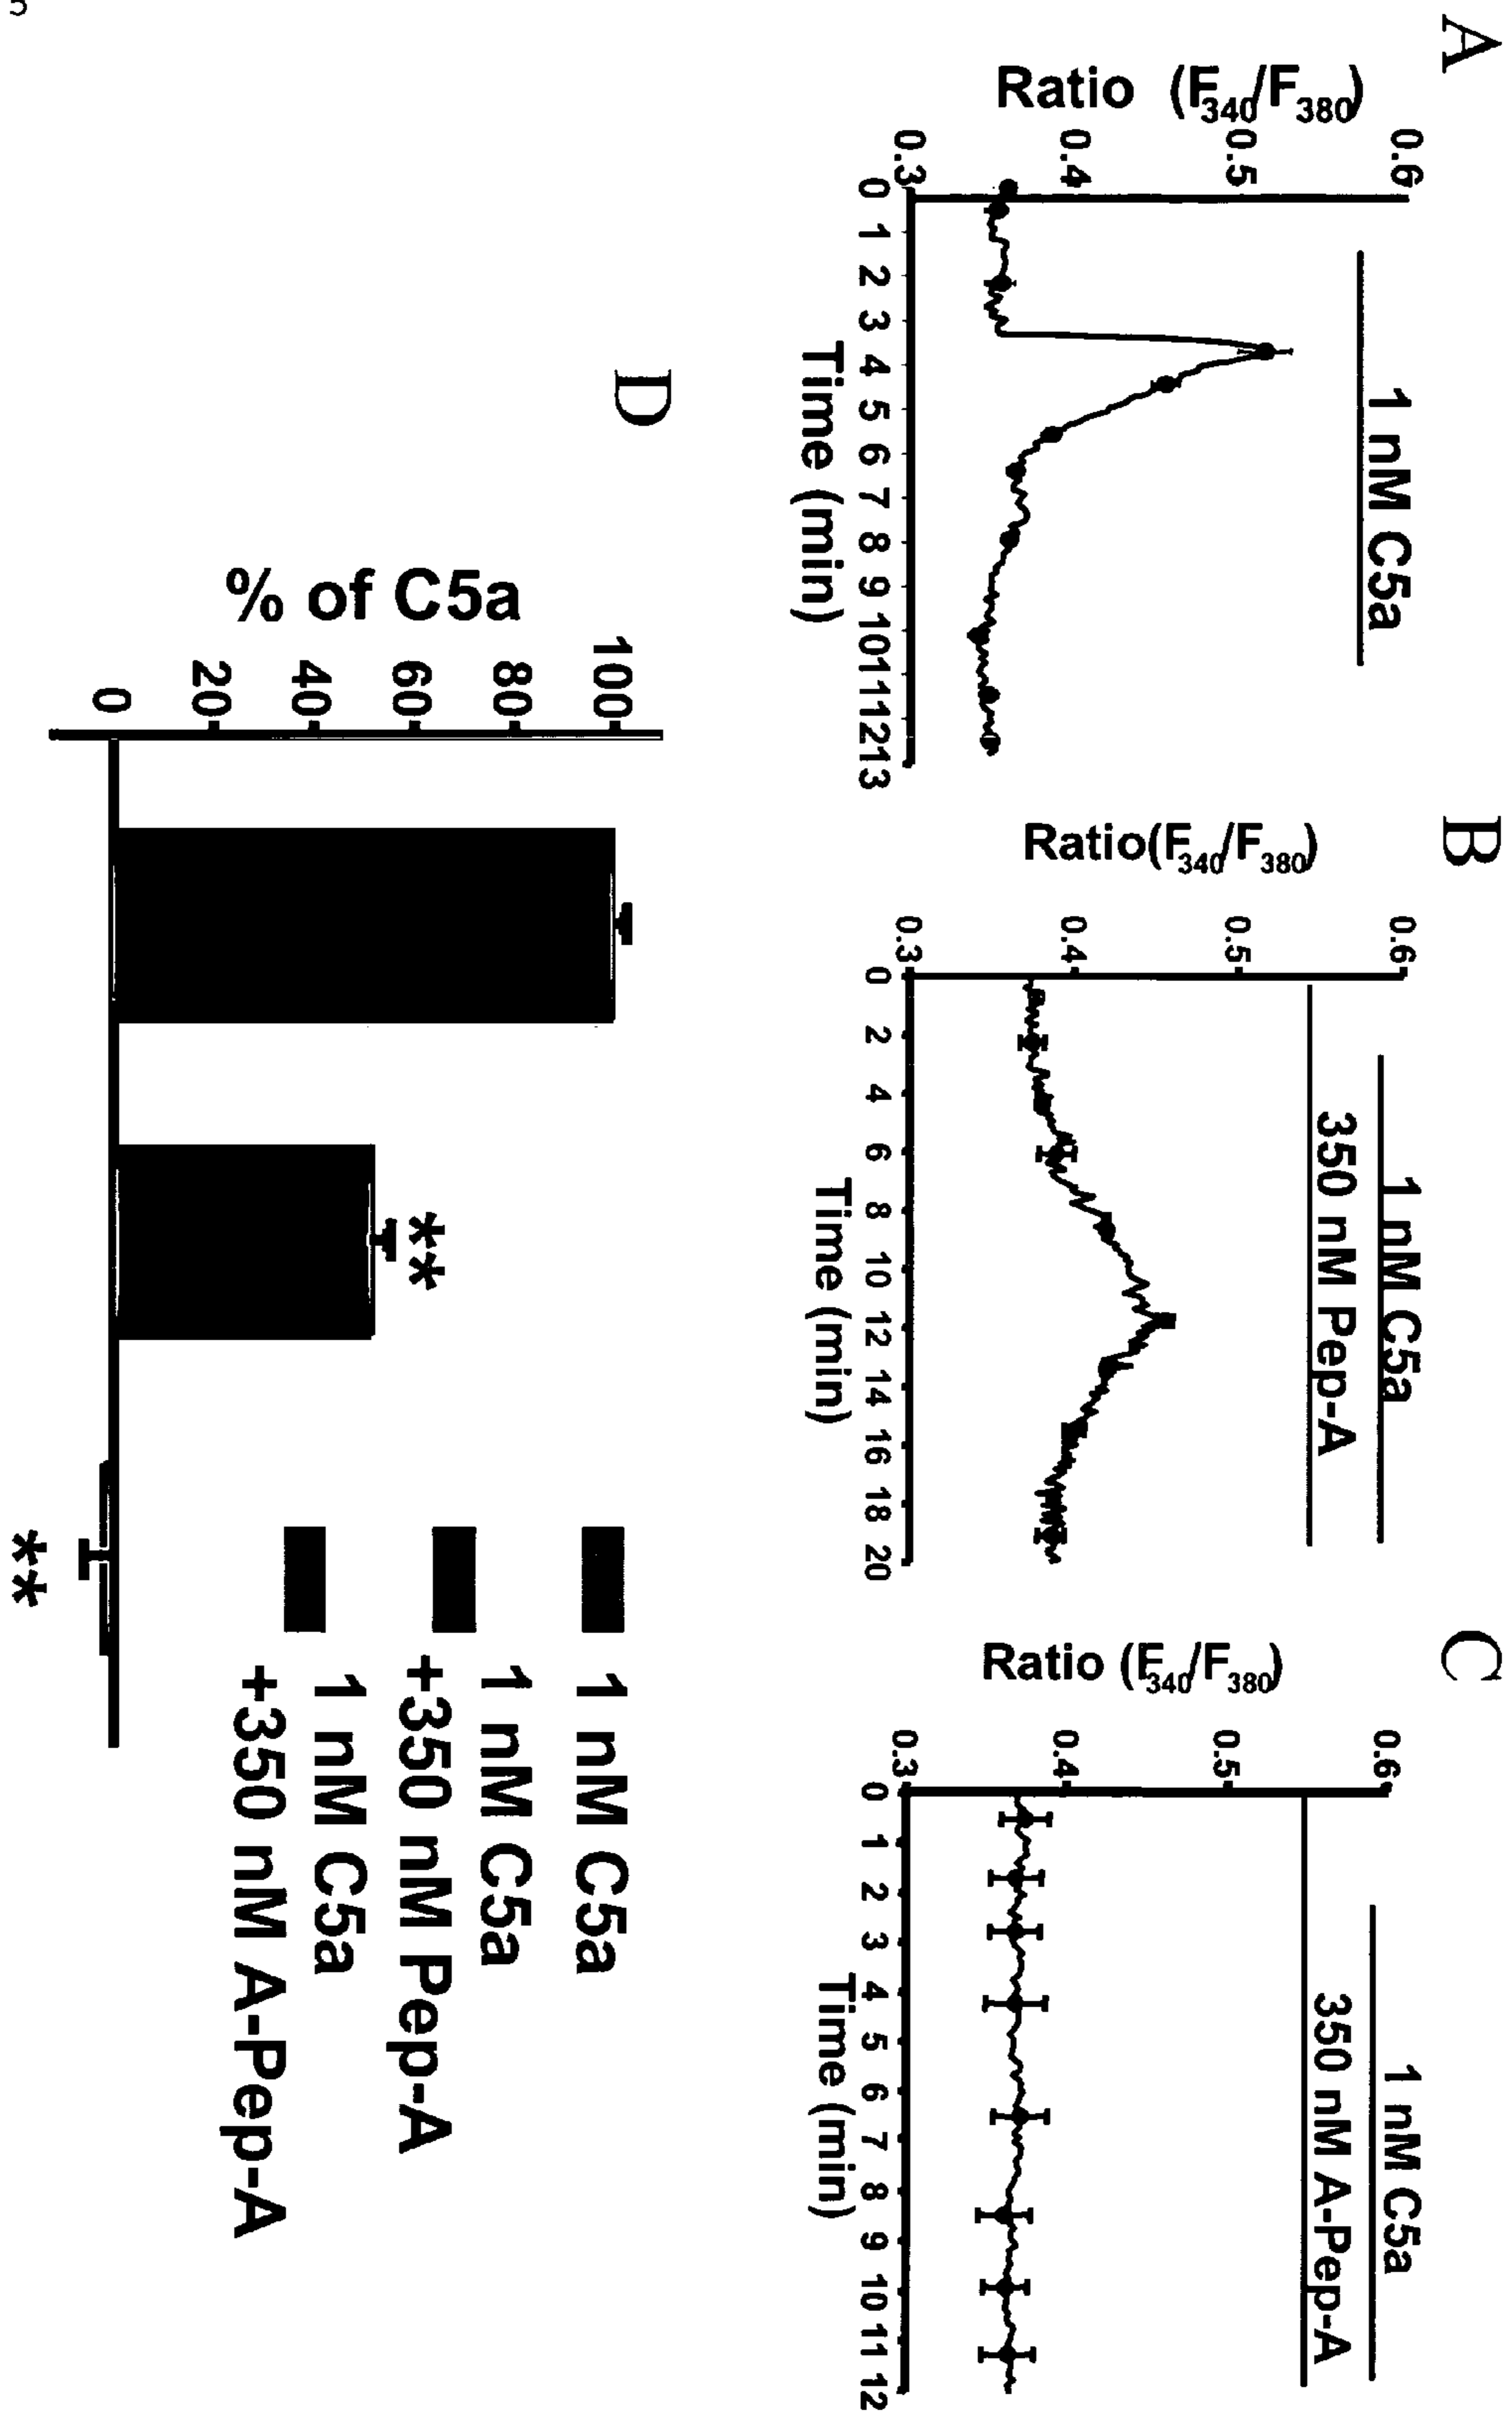 A
Ratio (F340/F380)
0.6
0.5
0.4
0.3
0 1 2 3 4 5 6 7 8 9 10 11 12 13
Time (min)
1 nM C5a
B
Ratio(F340/F380)
0.6
0.5
0.4
0.3
0 2 4 6 8 10 12 14 16 18 20
Time (min)
1 nM C5a
350 nM Pep-A
C
Ratio (F340/F380)
0.6
0.5
0.4
0.3
0 1 2 3 4 5 6 7 8 9 10 11 12
Time (min)
1 nM C5a
350 nM A-Pep-A
D
% of C5a
100
80
60
40
20
0
**
**
1 nM C5a
1 nM C5a
+350 nM Pep-A
1 nM C5a
+350 nM A-Pep-A